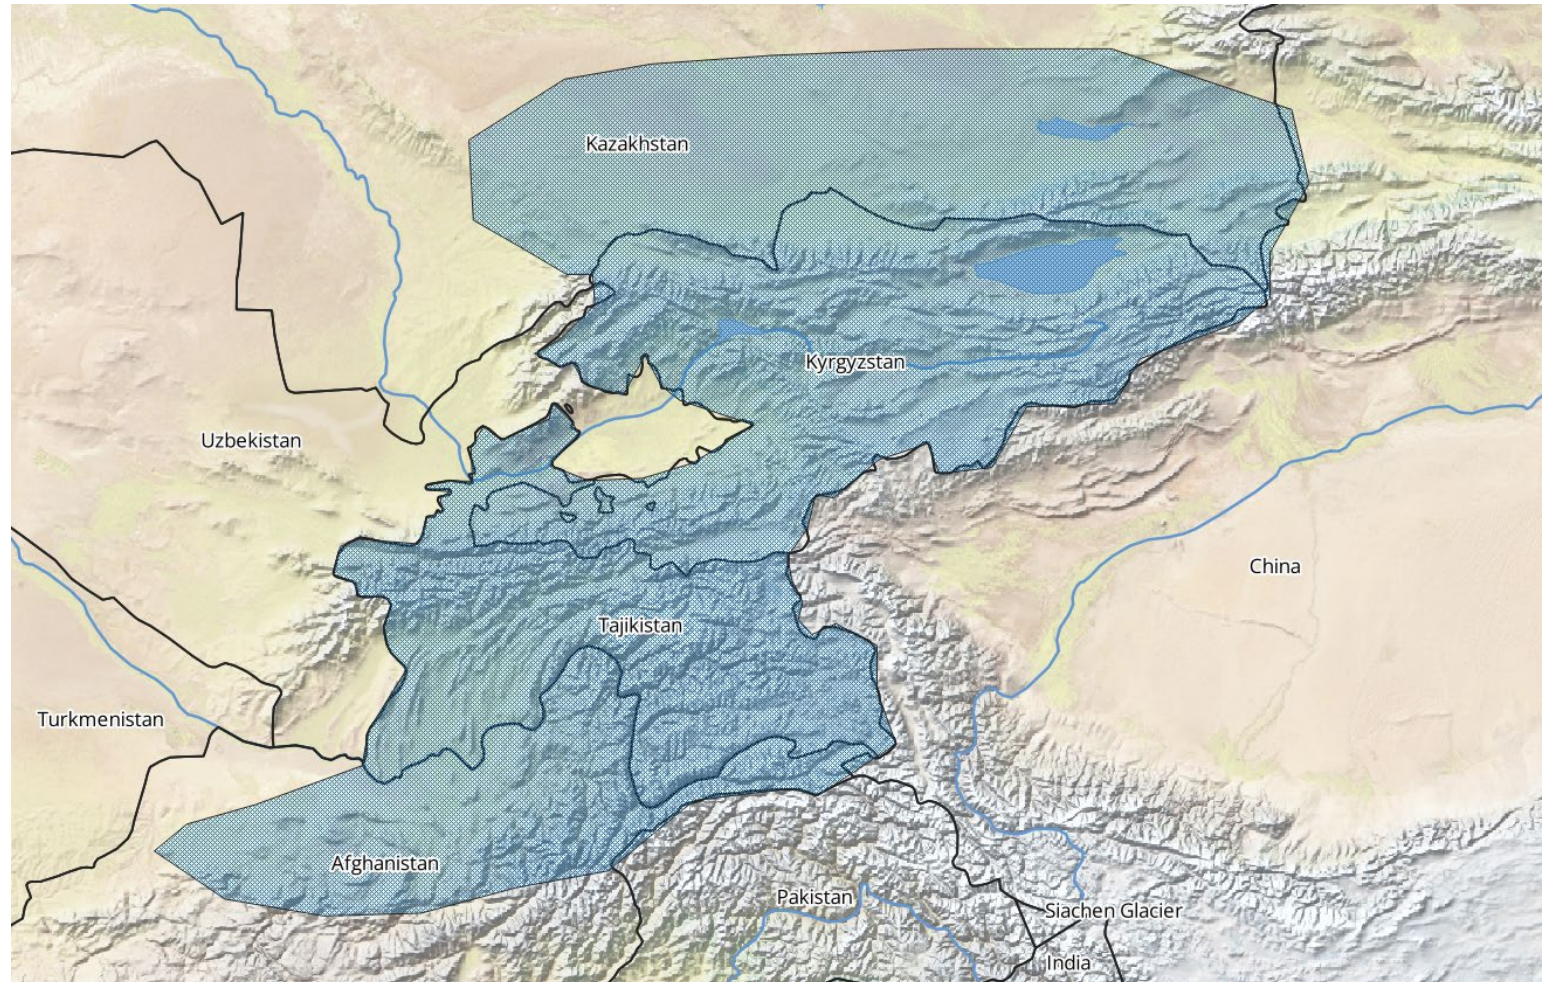 Kazakhstan
Kyrgyzstan
Uzbekistan
China
Tajikistan
Turkmenistan
Afghanistan
Pakistan
Siachen Glacier
India